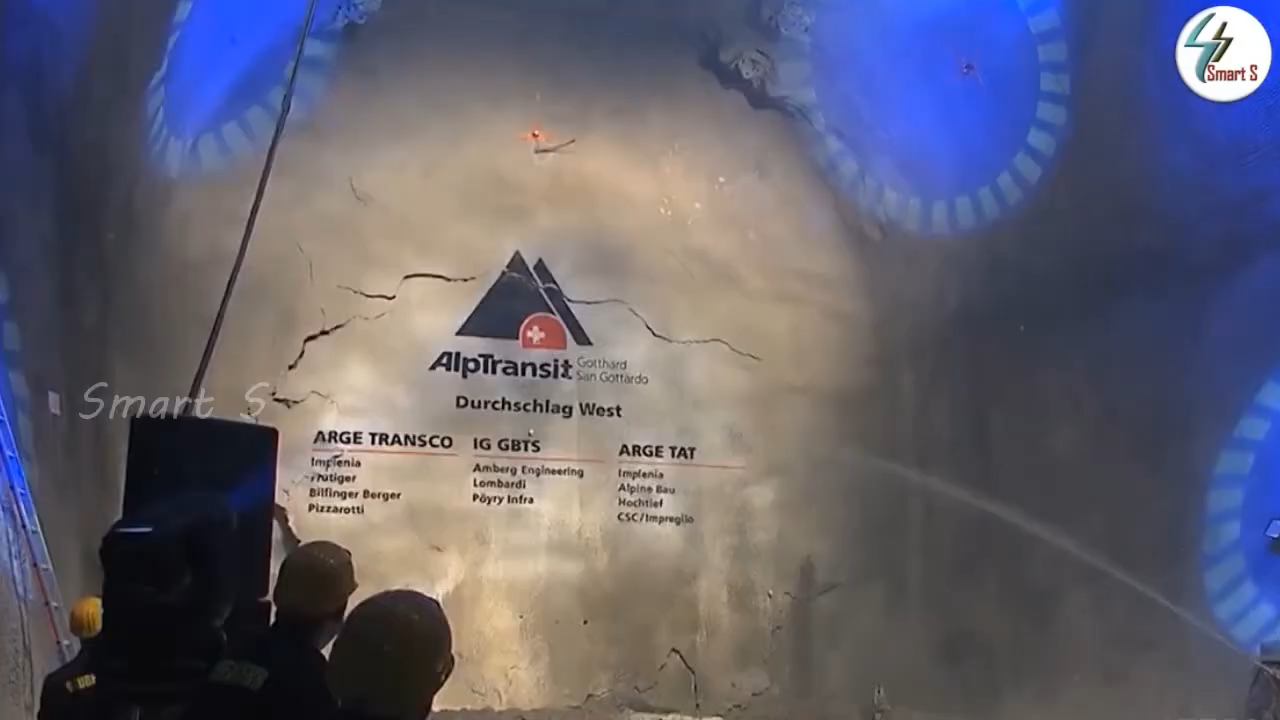 Smart S
AlpTransit Gotthard
San Gottardo
Smart S
Durchschlag West
ARGE TRANSCO
Implenia
Frutiger
Bilfinger Berger
Pizzarotti
IG GBTS
Amberg Engineering
Lombardi
Pöyry Infra
ARGE TAT
Implenia
Alpine Bau
Hochtief
CSC/Impreglio